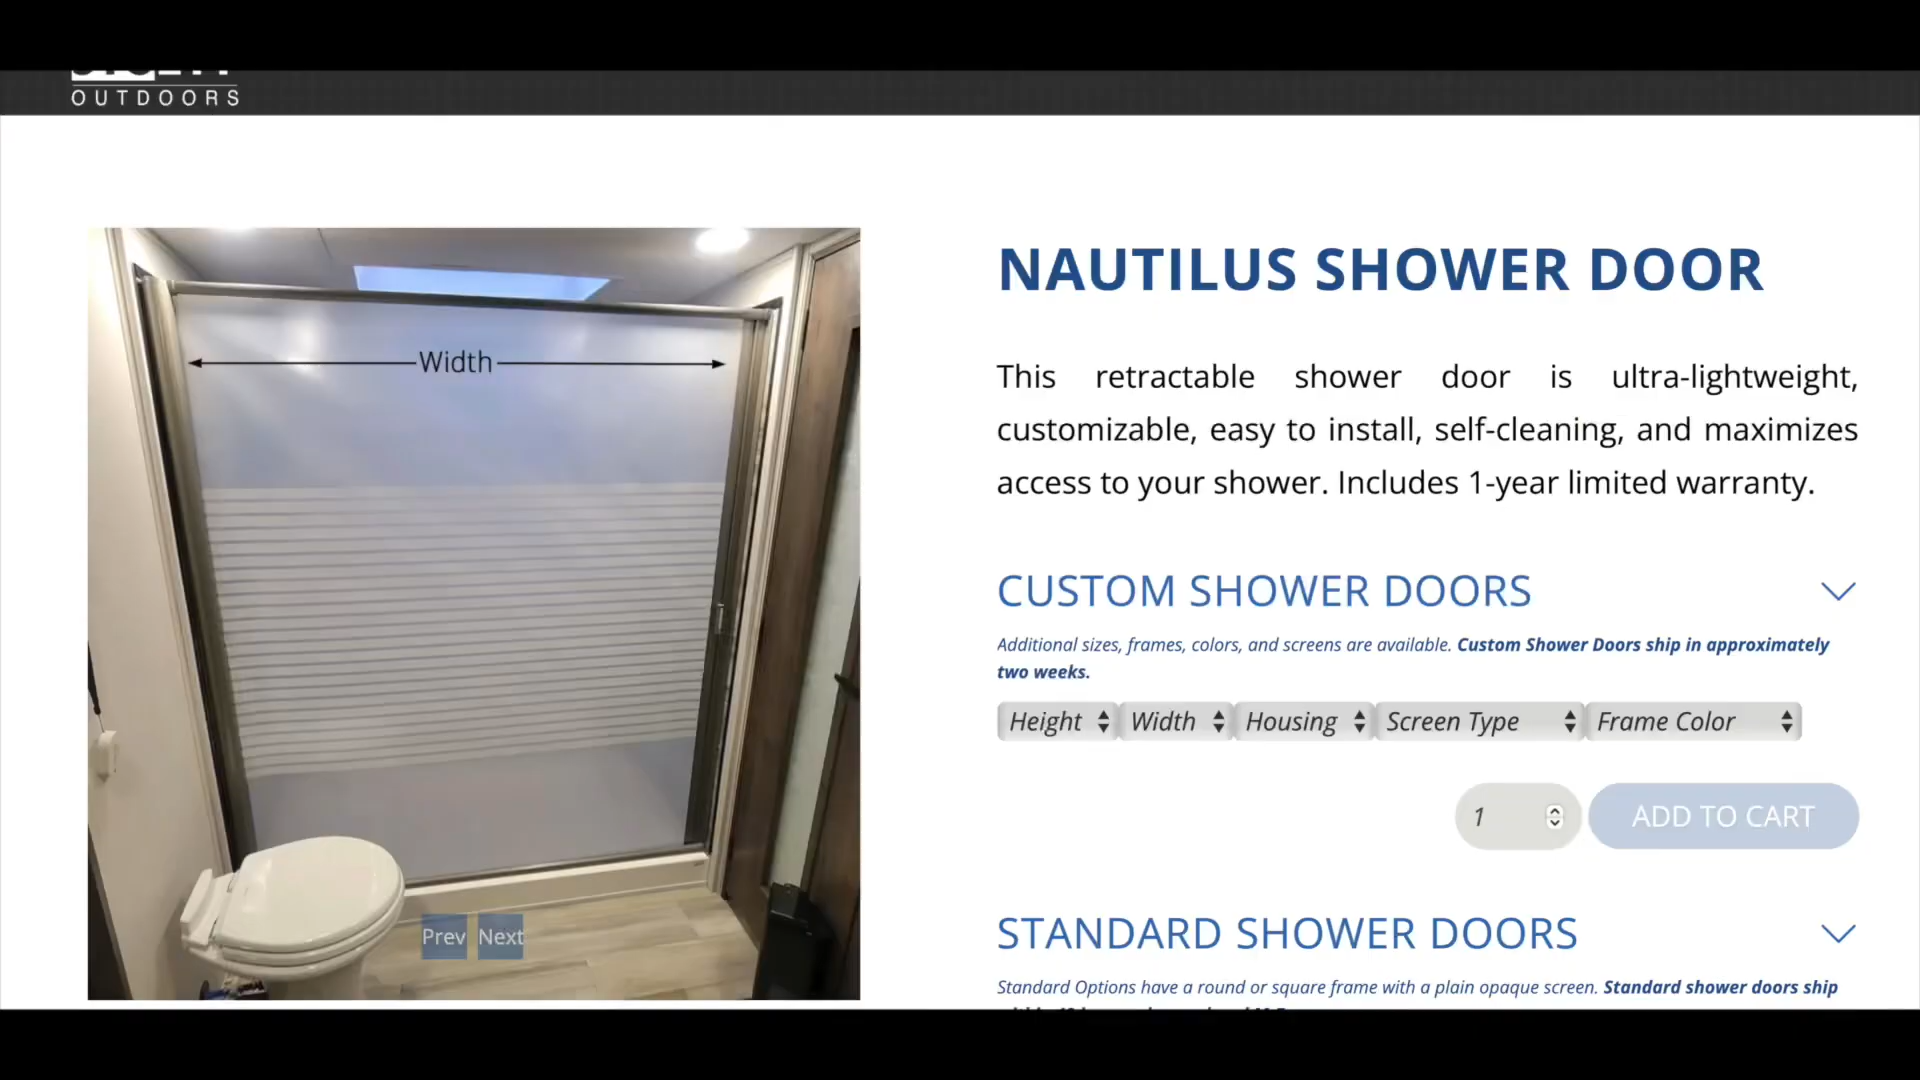 OUTDOORS
Width
Prev Next
NAUTILUS SHOWER DOOR
This retractable shower door is ultra-lightweight,
customizable, easy to install, self-cleaning, and maximizes
access to your shower. Includes 1-year limited warranty.
CUSTOM SHOWER DOORS
Additional sizes, frames, colors, and screens are available. Custom Shower Doors ship in approximately
two weeks.
Height Width Housing Screen Type Frame Color
1 ADD TO CART
STANDARD SHOWER DOORS
Standard Options have a round or square frame with a plain opaque screen. Standard shower doors ship